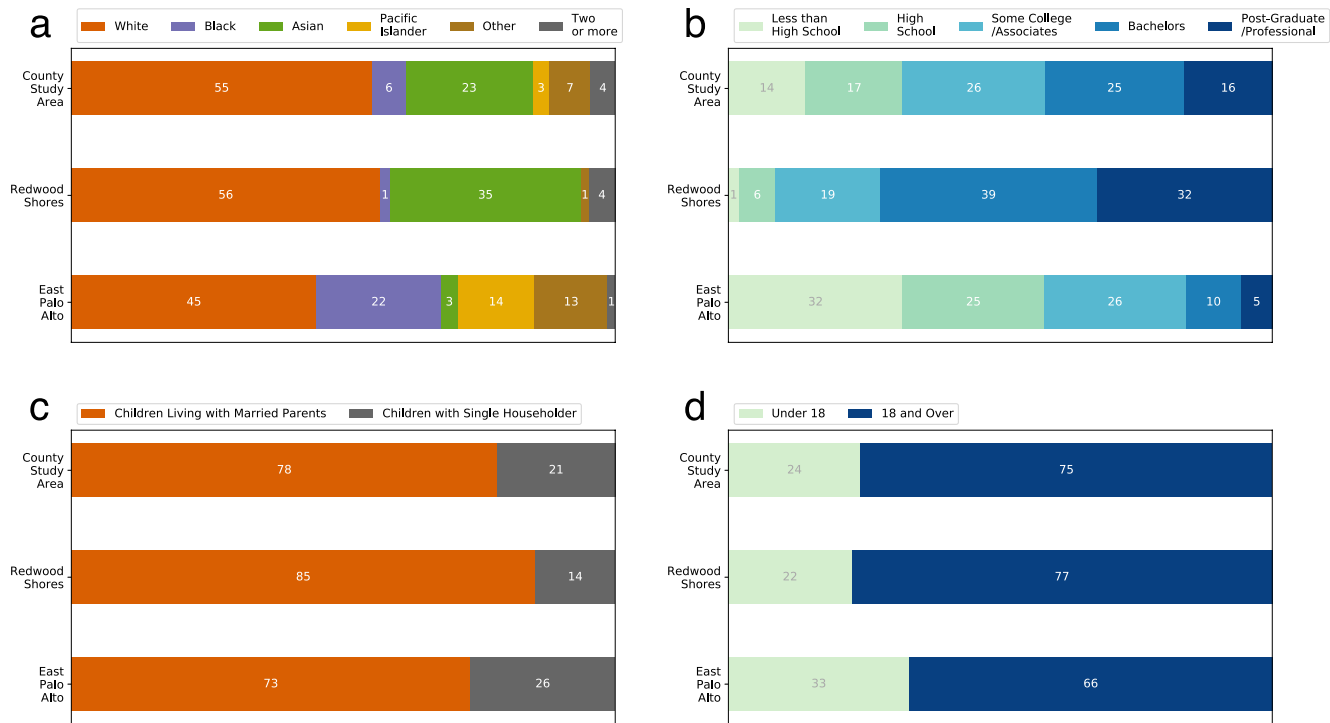 a
White
Black
Asian
Pacific
Islander
Other
Two
or more
County
Study
Area
55
6
23
3
7
4
Redwood
Shores
56
1
35
1
4
East
Palo
Alto
45
22
3
14
13
1
b
Less than
High School
High
School
Some College
/Associates
Bachelors
Post-Graduate
/Professional
County
Study
Area
14
17
26
25
16
Redwood
Shores
1
6
19
39
32
East
Palo
Alto
32
25
26
10
5
c
Children Living with Married Parents
Children with Single Householder
County
Study
Area
78
21
Redwood
Shores
85
14
East
Palo
Alto
73
26
d
Under 18
18 and Over
County
Study
Area
24
75
Redwood
Shores
22
77
East
Palo
Alto
33
66